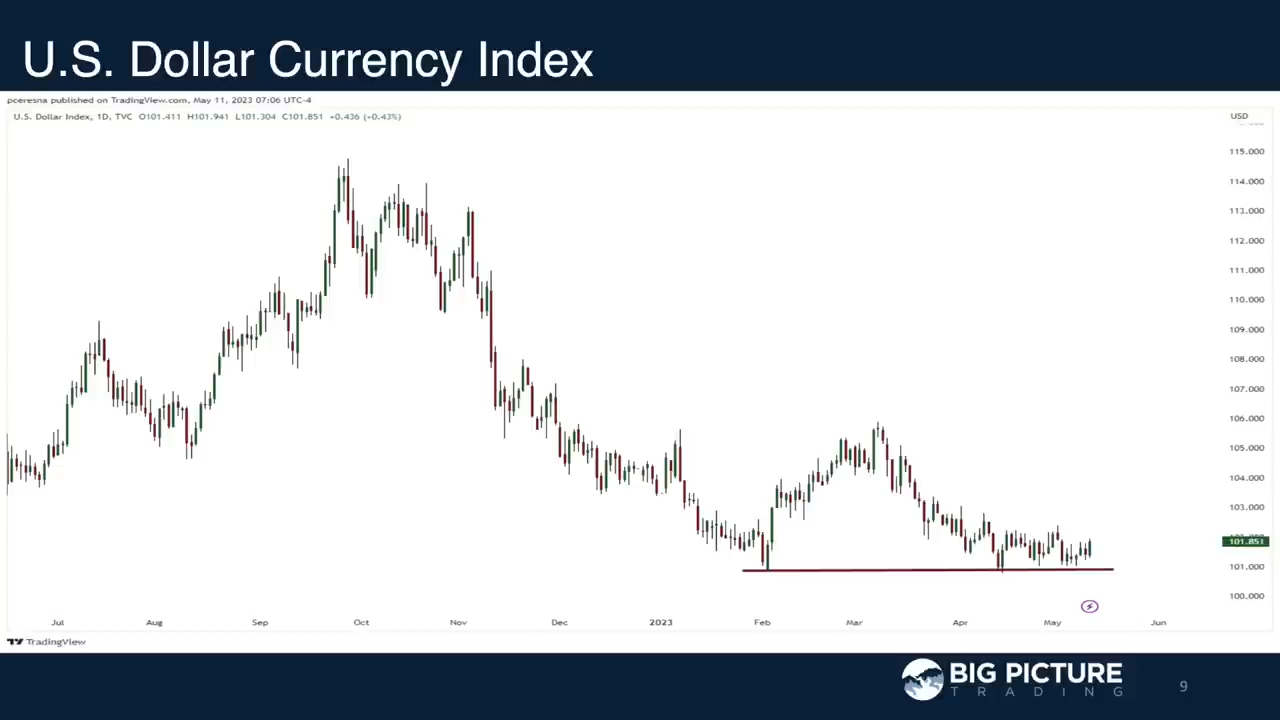 U.S. Dollar Currency Index
pceresna published on TradingView.com, May 11, 2023 07:06 UTC-4
U.S. Dollar Index, 1D, TVC O101.411 H101.941 L101.304 C101.851 +0.436 (+0.43%)
USD
115.000
114.000
113.000
112.000
111.000
110.000
109.000
108.000
107.000
106.000
105.000
104.000
103.000
101.851
101.000
100.000
Jul Aug Sep Oct Nov Dec 2023 Feb Mar Apr May Jun
TradingView
BIG PICTURE
TRADING
9